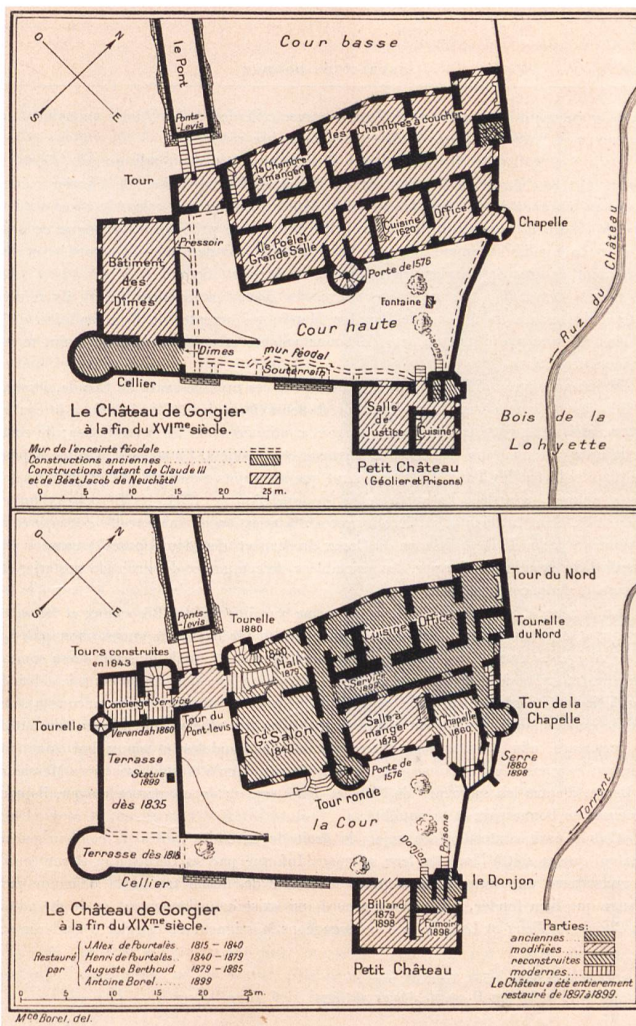 O
N
S
E
le Pont
Ponts-
-Levis
Cour basse
Tour
la Chambre
à manger
les Chambres à coucher
Pressoir
le Poêle
Grande Salle
Cuisine
1620
Office
Chapelle
Bâtiment
des
Dîmes
Porte de 1576
Fontaine
Cour haute
Prisons
Ruz du Château
Dîmes
mur féodal
Souterrain
Cellier
Salle
de
Justice
Cuisine
Bois de la
Lohyette
Le Château de Gorgier
à la fin du XVIme siècle.
Mur de l'enceinte féodale
Constructions anciennes
Constructions datant de Claude III
et de Béat Jacob de Neuchâtel
0 5 10 15 20 25 m.
Petit Château
(Géolier et Prisons)
O
N
S
E
Ponts-
-Levis
Tourelle
1880
Tours construites
en 1843
Concierge
Service
Tourelle
Verandah 1860
Tour du
Pont-levis
1840
Hall
1879
Cuisine
Office
Tour du Nord
Tourelle
du Nord
Service
1899
Gd Salon
1840
Salle à
manger
1879
Chapelle
1860
Tour de la
Chapelle
Terrasse
Statue
1899
dès 1835
Porte de
1576
Serre
1880
1898
Tour ronde
la Cour
Torrent
Terrasse dès 1818
Donjon
Prisons
Cellier
le Donjon
Billard
1879
1898
Fumoir
1898
Petit Château
Le Château de Gorgier
à la fin du XIXme siècle.
Restauré
par
J. Alex de Pourtalès 1815 – 1840
Henri de Pourtalès 1840 – 1879
Auguste Berthoud 1879 – 1885
Antoine Borel 1899
0 5 10 15 20 25 m.
Parties:
anciennes
modifiées
reconstruites
modernes
Le Château a été entièrement
restauré de 1897 à 1899.
Mce Borel, del.